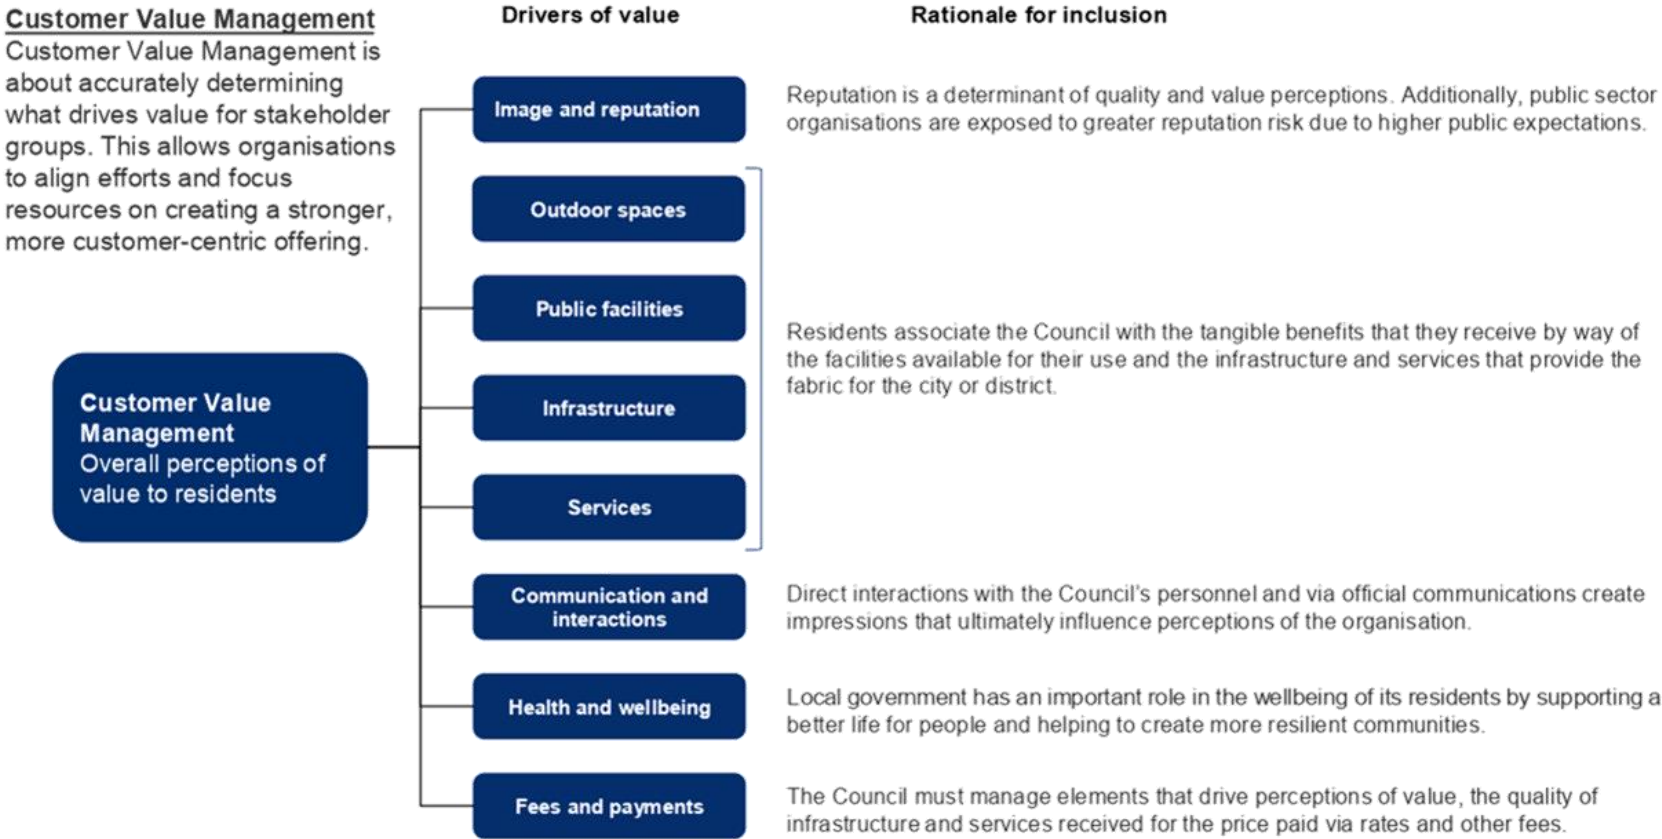 Customer Value Management
Customer Value Management is
about accurately determining
what drives value for stakeholder
groups. This allows organisations
to align efforts and focus
resources on creating a stronger,
more customer-centric offering.
Customer Value
Management
Overall perceptions of
value to residents
Drivers of value
Rationale for inclusion
Image and reputation
Reputation is a determinant of quality and value perceptions. Additionally, public sector
organisations are exposed to greater reputation risk due to higher public expectations.
Outdoor spaces
Public facilities
Infrastructure
Services
Residents associate the Council with the tangible benefits that they receive by way of
the facilities available for their use and the infrastructure and services that provide the
fabric for the city or district.
Communication and
interactions
Direct interactions with the Council's personnel and via official communications create
impressions that ultimately influence perceptions of the organisation.
Health and wellbeing
Local government has an important role in the wellbeing of its residents by supporting a
better life for people and helping to create more resilient communities.
Fees and payments
The Council must manage elements that drive perceptions of value, the quality of
infrastructure and services received for the price paid via rates and other fees.